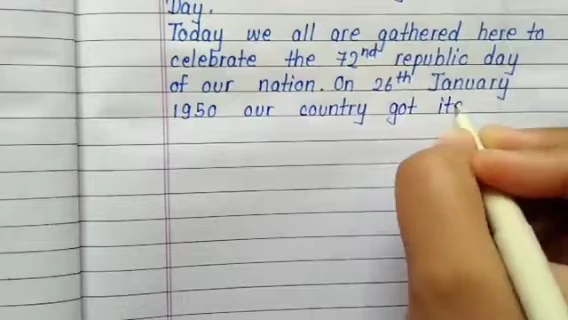 Day.
Today we all are gathered here to
celebrate the 72nd republic day
of our nation. On 26th January
1950 our country got its